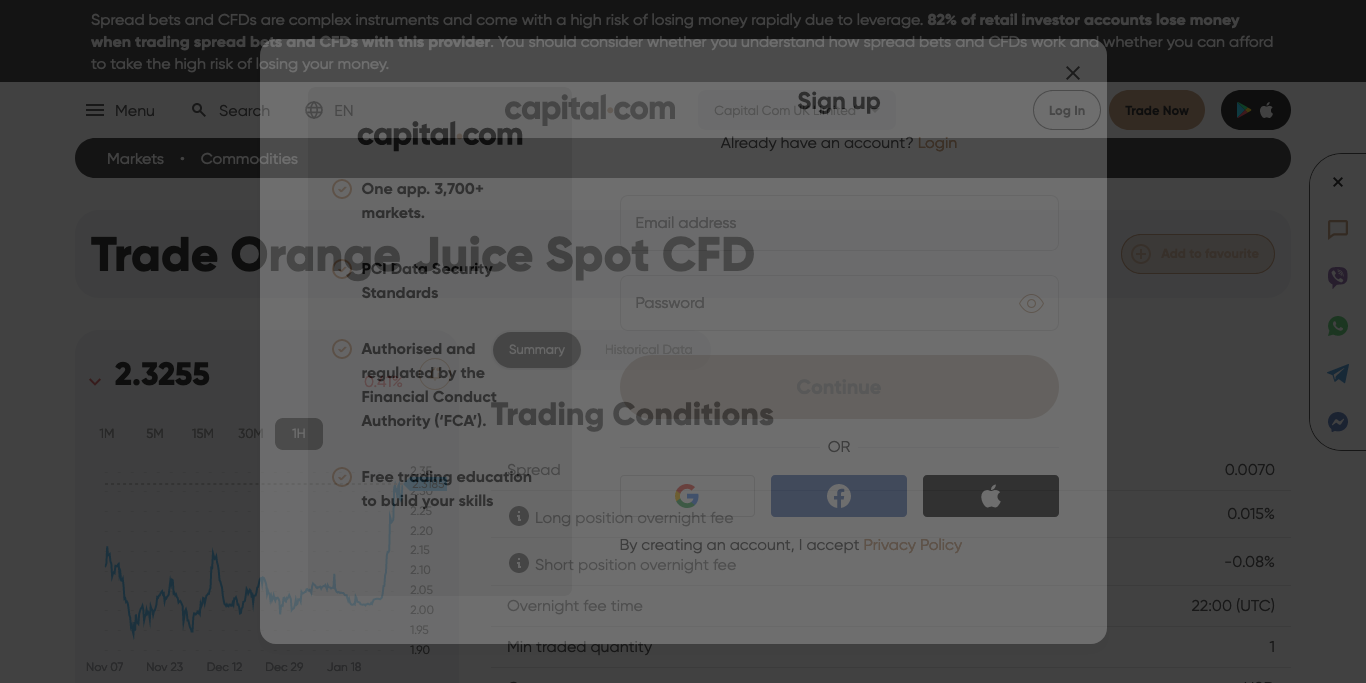 Spread bets and CFDs are complex instruments and come with a high risk of losing money rapidly due to leverage. 82% of retail investor accounts lose money
when trading spread bets and CFDs with this provider. You should consider whether you understand how spread bets and CFDs work and whether you can afford
to take the high risk of losing your money.
Menu
Search
EN
capital.com
Capital Com UK Limited
Log In
Trade Now
Markets • Commodities
Trade Orange Juice Spot CFD
Add to favourite
2.3255
0.41%
1M 5M 15M 30M 1H
2.35
2.30
2.25
2.20
2.15
2.10
2.05
2.00
1.95
1.90
Nov 07 Nov 23 Dec 12 Dec 29 Jan 18
Summary
Historical Data
Trading Conditions
Spread 0.0070
Long position overnight fee 0.015%
Short position overnight fee -0.08%
Overnight fee time 22:00 (UTC)
Min traded quantity 1
capital.com
One app. 3,700+
markets.
PCI Data Security
Standards
Authorised and
regulated by the
Financial Conduct
Authority (‘FCA’).
Free trading education
to build your skills
Sign up
Already have an account? Login
Email address
Password
Continue
OR
By creating an account, I accept Privacy Policy